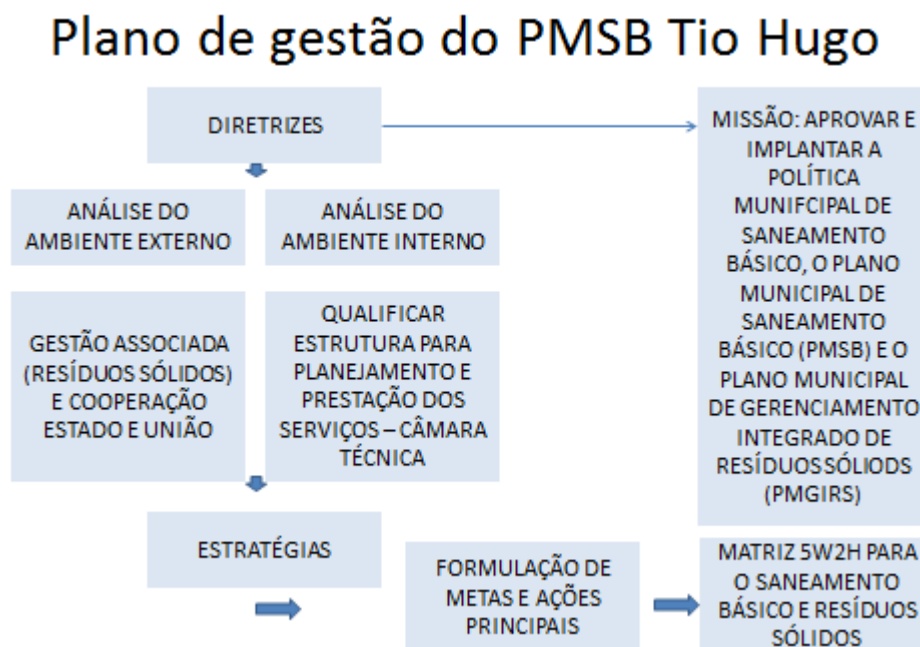 Plano de gestão do PMSB Tio Hugo
DIRETRIZES
MISSÃO: APROVAR E
IMPLANTAR A
POLÍTICA
MUNIFCIPAL DE
SANEAMENTO
BÁSICO, O PLANO
MUNICIPAL DE
SANEAMENTO
BÁSICO (PMSB) E O
PLANO MUNICIPAL
DE GERENCIAMENTO
INTEGRADO DE
RESÍDUOS SÓLIODS
(PMGIRS)
ANÁLISE DO
AMBIENTE EXTERNO
ANÁLISE DO
AMBIENTE INTERNO
GESTÃO ASSOCIADA
(RESÍDUOS SÓLIDOS)
E COOPERAÇÃO
ESTADO E UNIÃO
QUALIFICAR
ESTRUTURA PARA
PLANEJAMENTO E
PRESTAÇÃO DOS
SERVIÇOS – CÂMARA
TÉCNICA
ESTRATÉGIAS
FORMULAÇÃO DE
METAS E AÇÕES
PRINCIPAIS
MATRIZ 5W2H PARA
O SANEAMENTO
BÁSICO E RESÍDUOS
SÓLIDOS